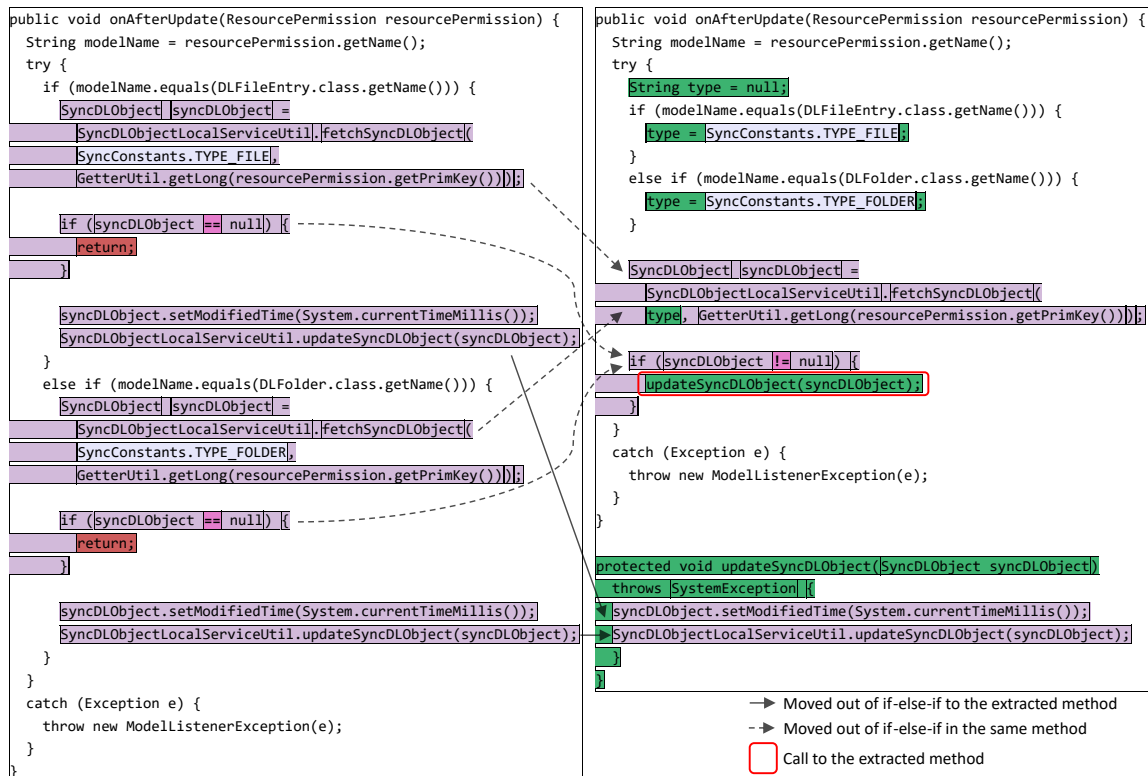 public void onAfterUpdate(ResourcePermission resourcePermission) {
String modelName = resourcePermission.getName();
try {
if (modelName.equals(DLFileEntry.class.getName())) {
SyncDLObject syncDLObject =
SyncDLObjectLocalServiceUtil.fetchSyncDLObject(
SyncConstants.TYPE_FILE,
GetterUtil.getLong(resourcePermission.getPrimKey()));
if (syncDLObject == null) {
return;
}
syncDLObject.setModifiedTime(System.currentTimeMillis());
SyncDLObjectLocalServiceUtil.updateSyncDLObject(syncDLObject);
}
else if (modelName.equals(DLFolder.class.getName())) {
SyncDLObject syncDLObject =
SyncDLObjectLocalServiceUtil.fetchSyncDLObject(
SyncConstants.TYPE_FOLDER,
GetterUtil.getLong(resourcePermission.getPrimKey()));
if (syncDLObject == null) {
return;
}
syncDLObject.setModifiedTime(System.currentTimeMillis());
SyncDLObjectLocalServiceUtil.updateSyncDLObject(syncDLObject);
}
}
catch (Exception e) {
throw new ModelListenerException(e);
}
}
public void onAfterUpdate(ResourcePermission resourcePermission) {
String modelName = resourcePermission.getName();
try {
String type = null;
if (modelName.equals(DLFileEntry.class.getName())) {
type = SyncConstants.TYPE_FILE;
}
else if (modelName.equals(DLFolder.class.getName())) {
type = SyncConstants.TYPE_FOLDER;
}
SyncDLObject syncDLObject =
SyncDLObjectLocalServiceUtil.fetchSyncDLObject(
type, GetterUtil.getLong(resourcePermission.getPrimKey()));
if (syncDLObject != null) {
updateSyncDLObject(syncDLObject);
}
}
catch (Exception e) {
throw new ModelListenerException(e);
}
}
protected void updateSyncDLObject(SyncDLObject syncDLObject)
throws SystemException {
syncDLObject.setModifiedTime(System.currentTimeMillis());
SyncDLObjectLocalServiceUtil.updateSyncDLObject(syncDLObject);
}
}
Moved out of if-else-if to the extracted method
Moved out of if-else-if in the same method
Call to the extracted method